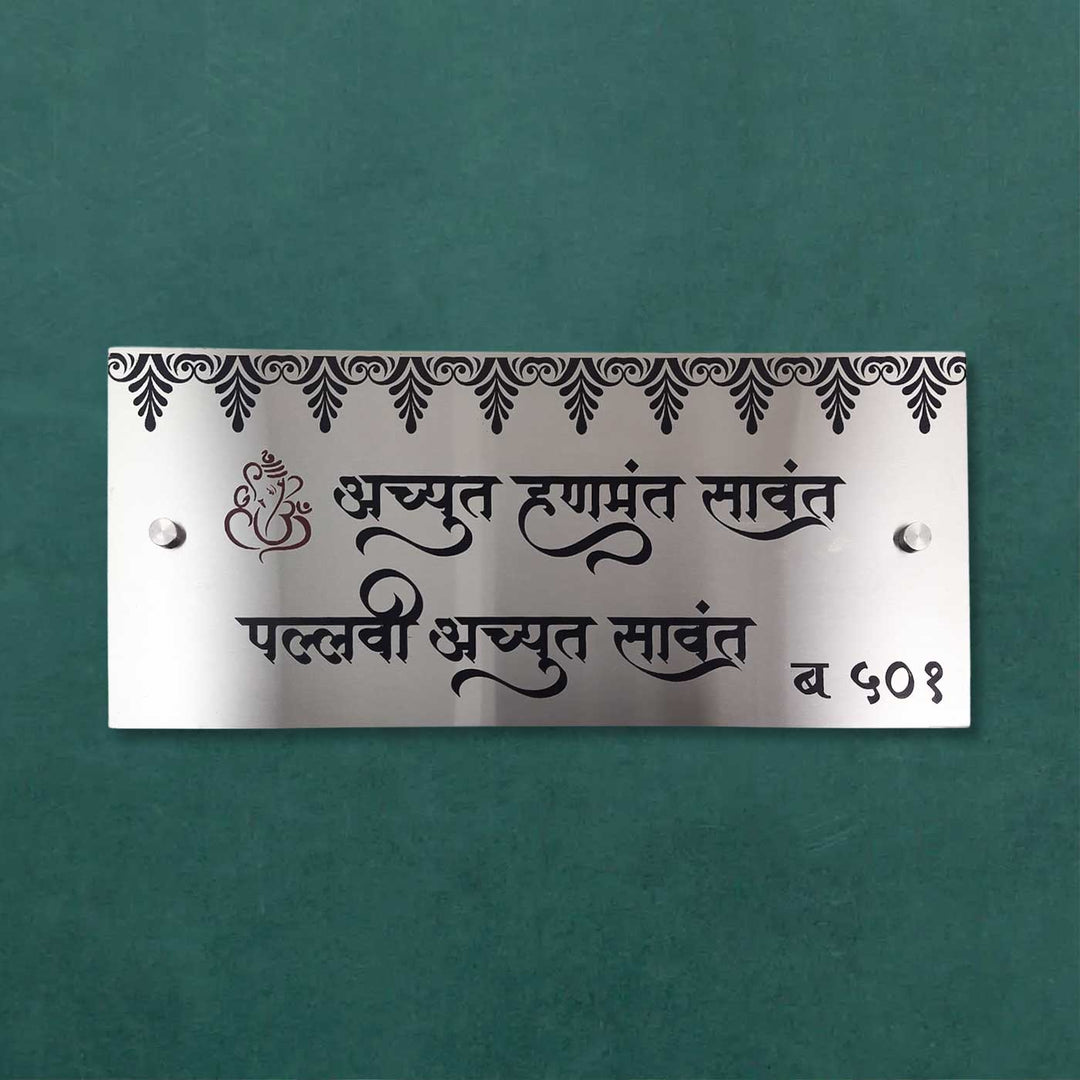 अच्युत हणमंत सावंत
पल्लवी अच्युत सावंत
ब ५०१